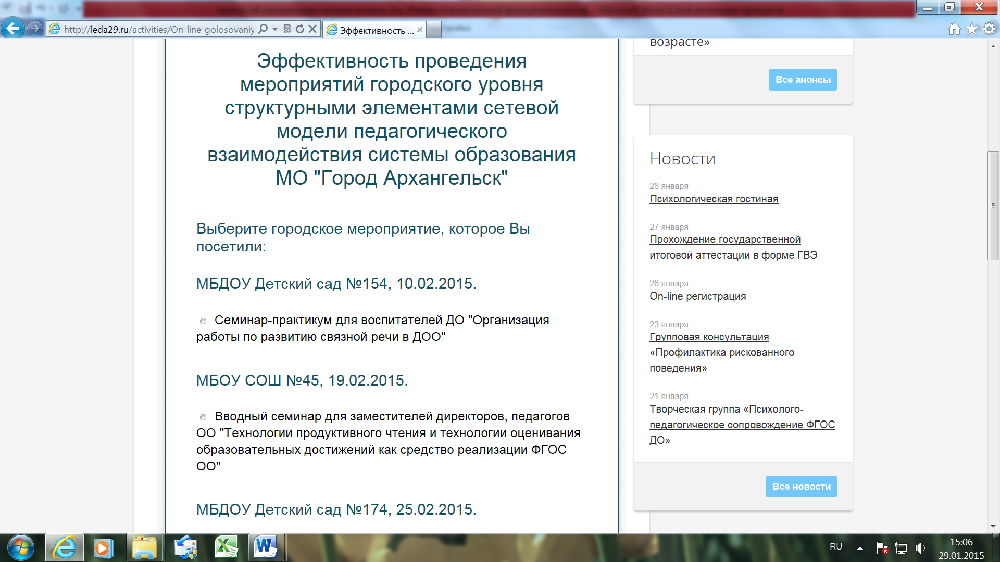 http://leda29.ru/activities/On-line_golosovaniy
Эффективность ...
Эффективность проведения
мероприятий городского уровня
структурными элементами сетевой
модели педагогического
взаимодействия системы образования
МО "Город Архангельск"
Выберите городское мероприятие, которое Вы
посетили:
МБДОУ Детский сад №154, 10.02.2015.
Семинар-практикум для воспитателей ДО "Организация
работы по развитию связной речи в ДОО"
МБОУ СОШ №45, 19.02.2015.
Вводный семинар для заместителей директоров, педагогов
ОО "Технологии продуктивного чтения и технологии оценивания
образовательных достижений как средство реализации ФГОС
ОО"
МБДОУ Детский сад №174, 25.02.2015.
возрасте»
Все анонсы
Новости
28 января
Психологическая гостиная
27 января
Прохождение государственной
итоговой аттестации в форме ГВЭ
26 января
On-line регистрация
23 января
Групповая консультация
«Профилактика рискованного
поведения»
21 января
Творческая группа «Психолого-
педагогическое сопровождение ФГОС
ДО»
Все новости
RU
15:06
29.01.2015